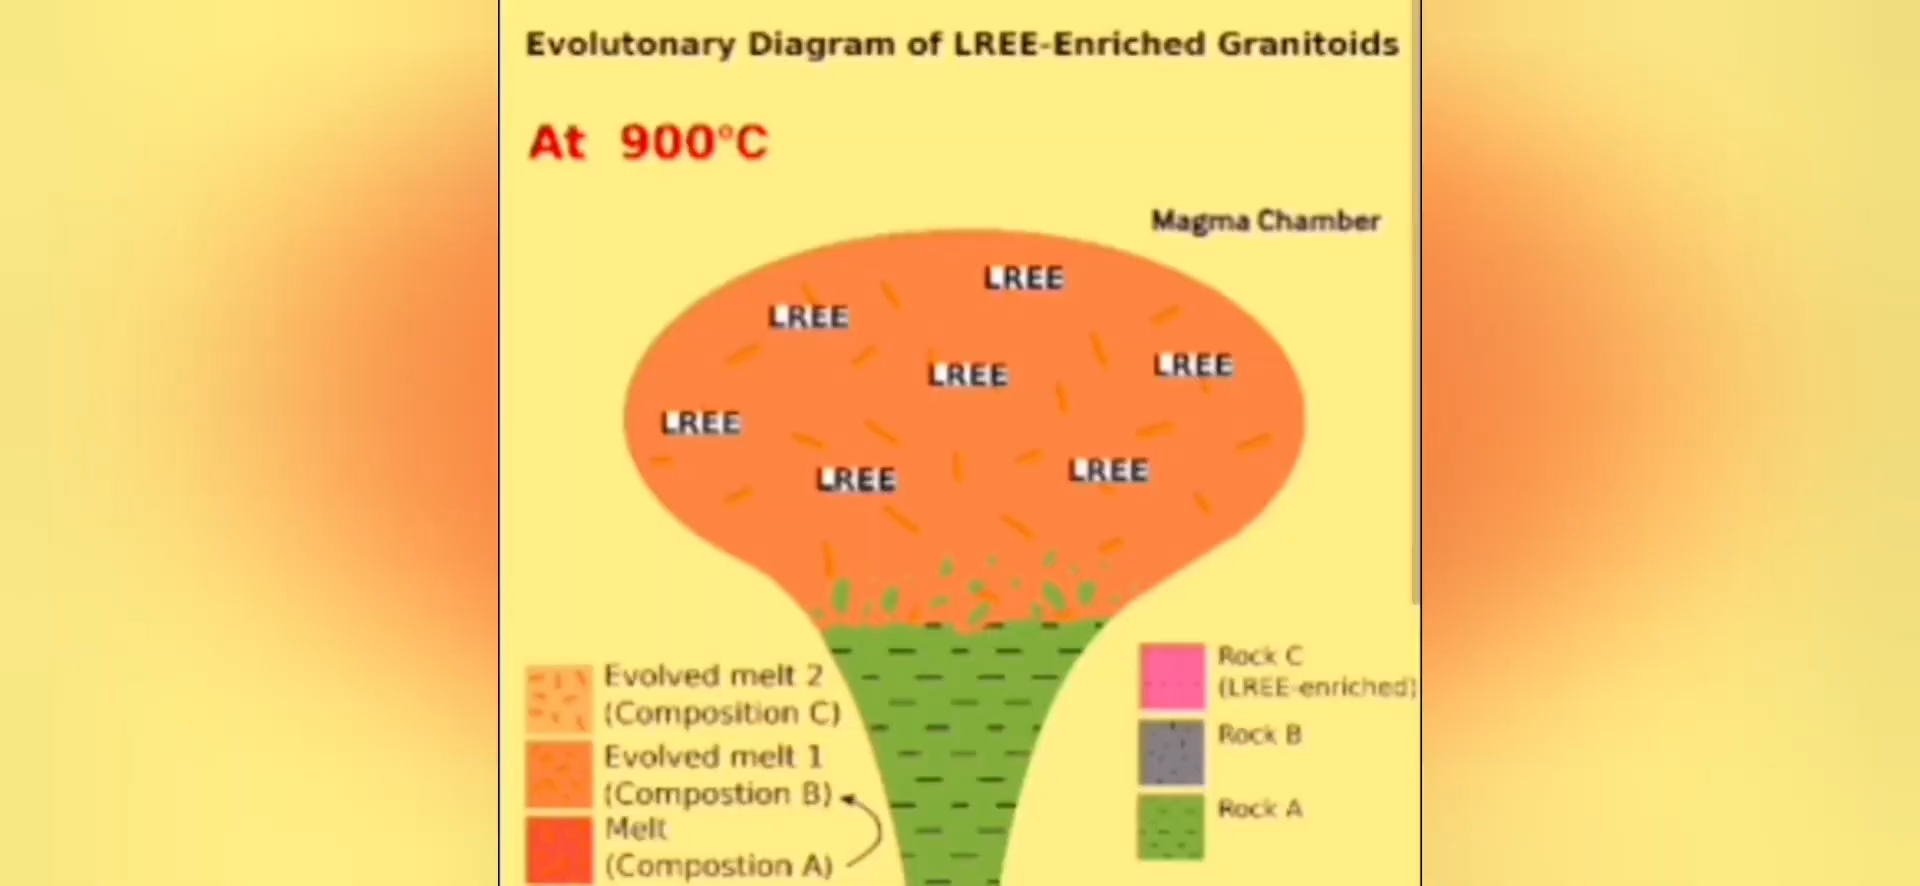 Evolutonary Diagram of LREE-Enriched Granitoids
At 900°C
Magma Chamber
LREE
LREE
LREE
LREE
LREE
LREE
LREE
Evolved melt 2
(Composition C)
Evolved melt 1
(Compostion B)
Melt
(Compostion A)
Rock C
(LREE-enriched)
Rock B
Rock A